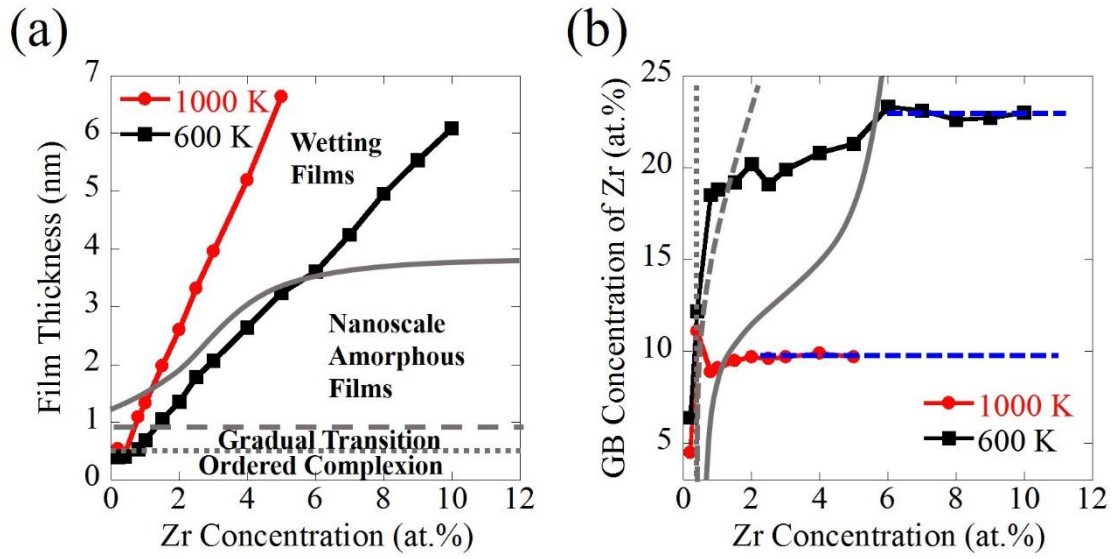 (a)
Film Thickness (nm)
7
6
5
4
3
2
1
0
1000 K
600 K
Wetting
Films
Nanoscale
Amorphous
Films
Gradual Transition
Ordered Complexion
0 2 4 6 8 10 12
Zr Concentration (at.%)
(b)
GB Concentration of Zr (at.%)
25
20
15
10
5
1000 K
600 K
0 2 4 6 8 10 12
Zr Concentration (at.%)